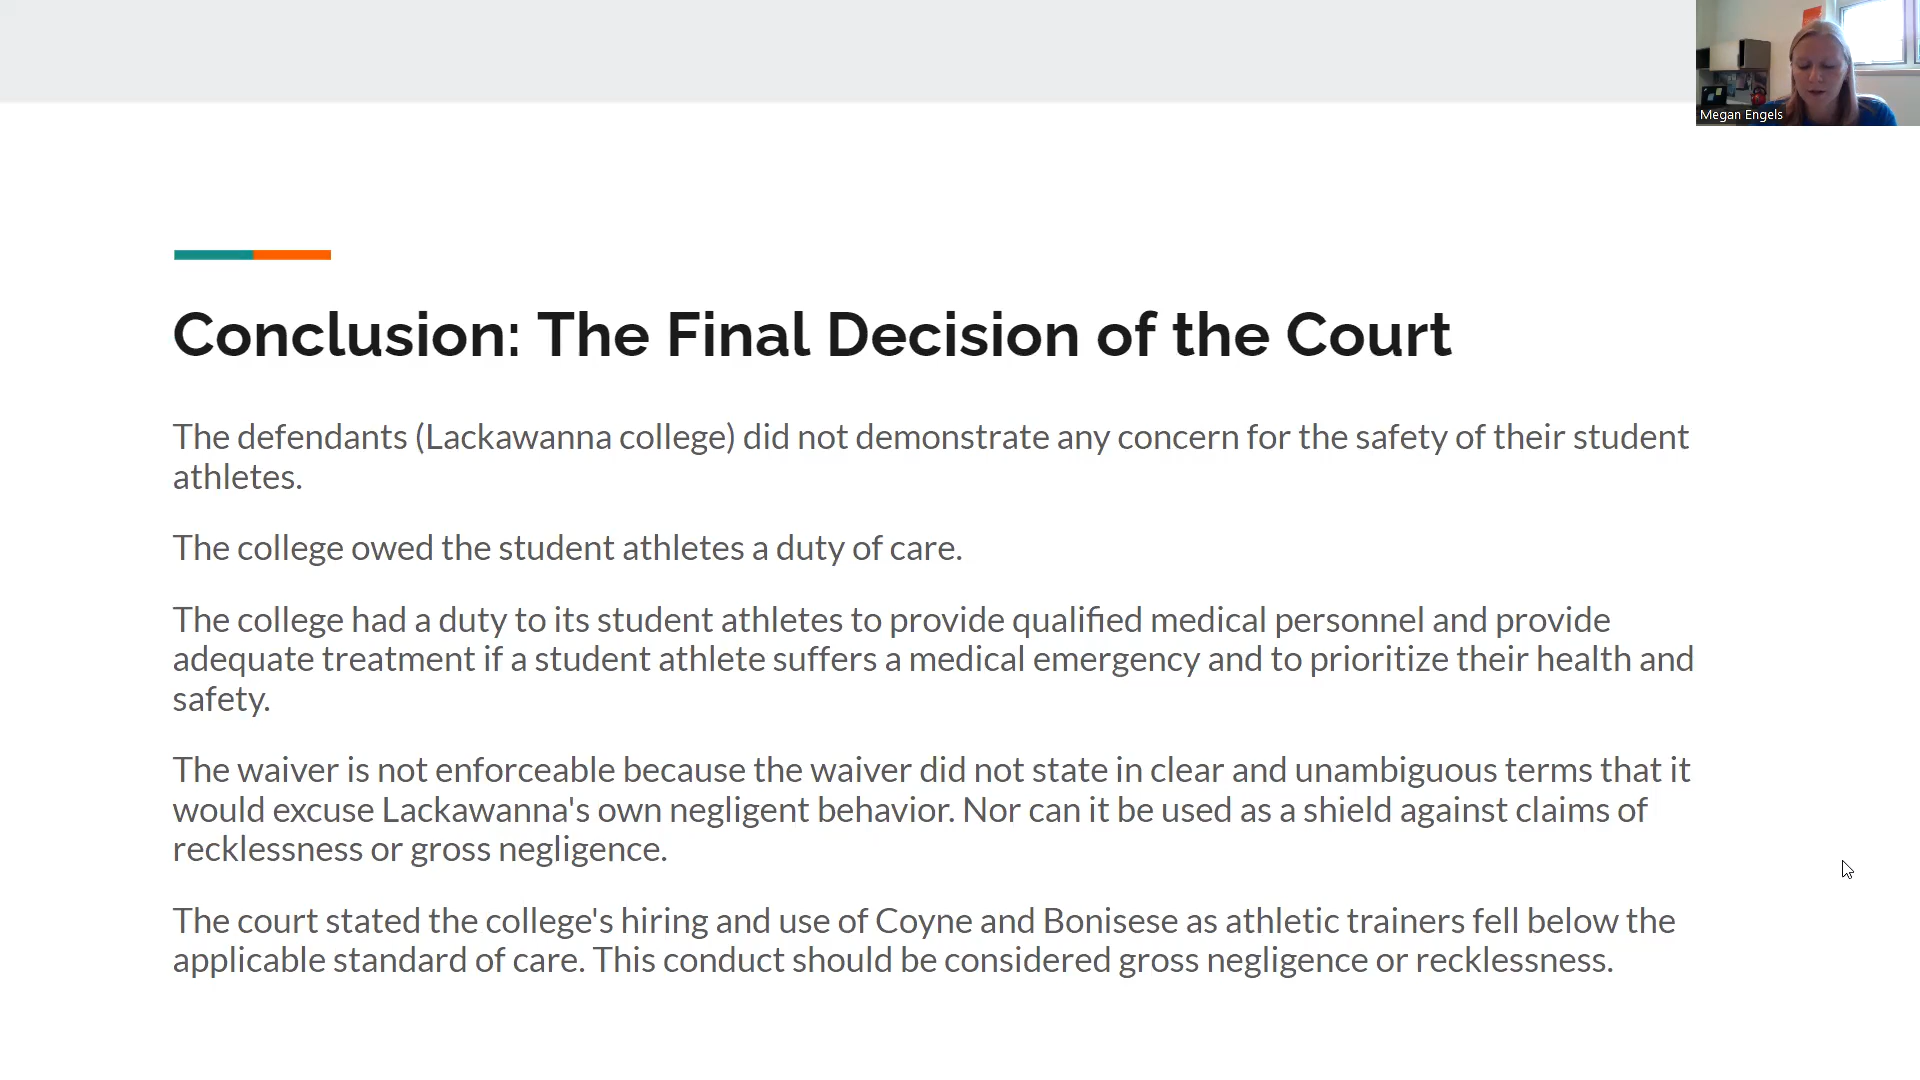 Megan Engels
Conclusion: The Final Decision of the Court
The defendants (Lackawanna college) did not demonstrate any concern for the safety of their student
athletes.
The college owed the student athletes a duty of care.
The college had a duty to its student athletes to provide qualified medical personnel and provide
adequate treatment if a student athlete suffers a medical emergency and to prioritize their health and
safety.
The waiver is not enforceable because the waiver did not state in clear and unambiguous terms that it
would excuse Lackawanna's own negligent behavior. Nor can it be used as a shield against claims of
recklessness or gross negligence.
The court stated the college's hiring and use of Coyne and Bonisese as athletic trainers fell below the
applicable standard of care. This conduct should be considered gross negligence or recklessness.